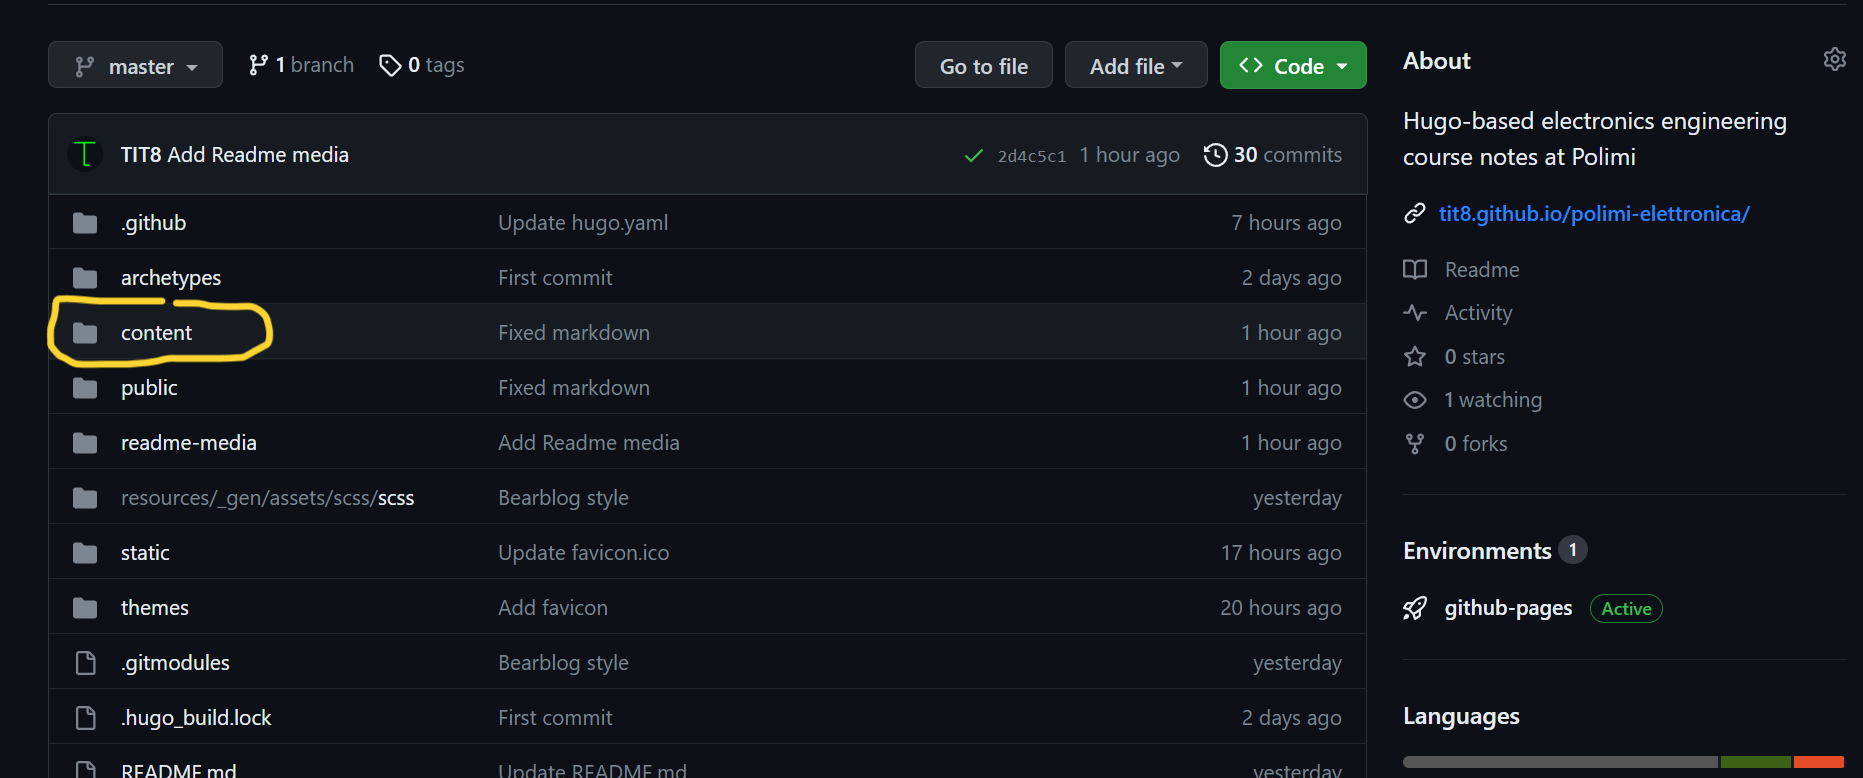 master 1 branch 0 tags Go to file Add file Code
TIT8 Add Readme media 2d4c5c1 1 hour ago 30 commits
.github Update hugo.yaml 7 hours ago
archetypes First commit 2 days ago
content Fixed markdown 1 hour ago
public Fixed markdown 1 hour ago
readme-media Add Readme media 1 hour ago
resources/_gen/assets/scss/scss Bearblog style yesterday
static Update favicon.ico 17 hours ago
themes Add favicon 20 hours ago
.gitmodules Bearblog style yesterday
.hugo_build.lock First commit 2 days ago
README.md Update README.md yesterday
About
Hugo-based electronics engineering
course notes at Polimi
tit8.github.io/polimi-elettronica/
Readme
Activity
0 stars
1 watching
0 forks
Environments 1
github-pages Active
Languages